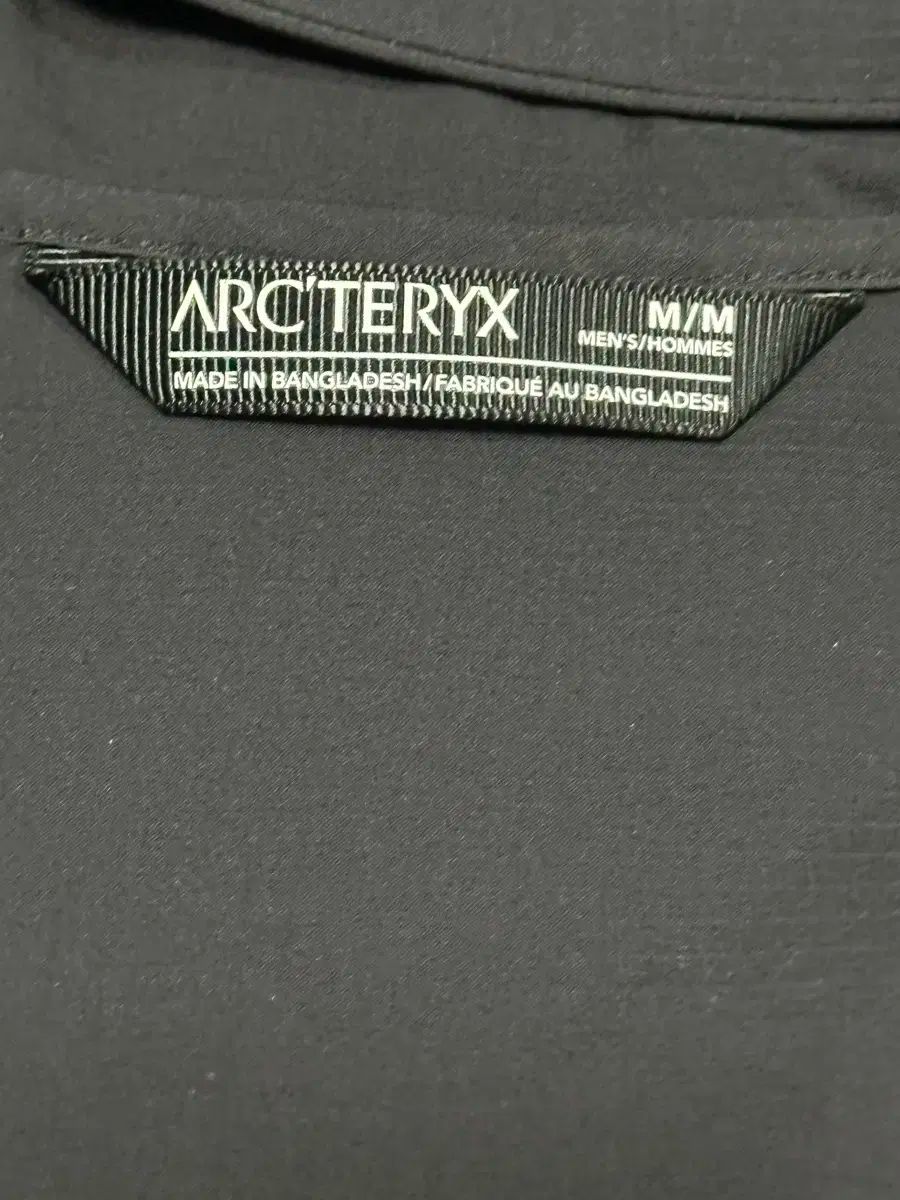 ARC'TERYX
M/M
MEN'S/HOMMES
MADE IN BANGLADESH/FABRIQUÉ AU BANGLADESH